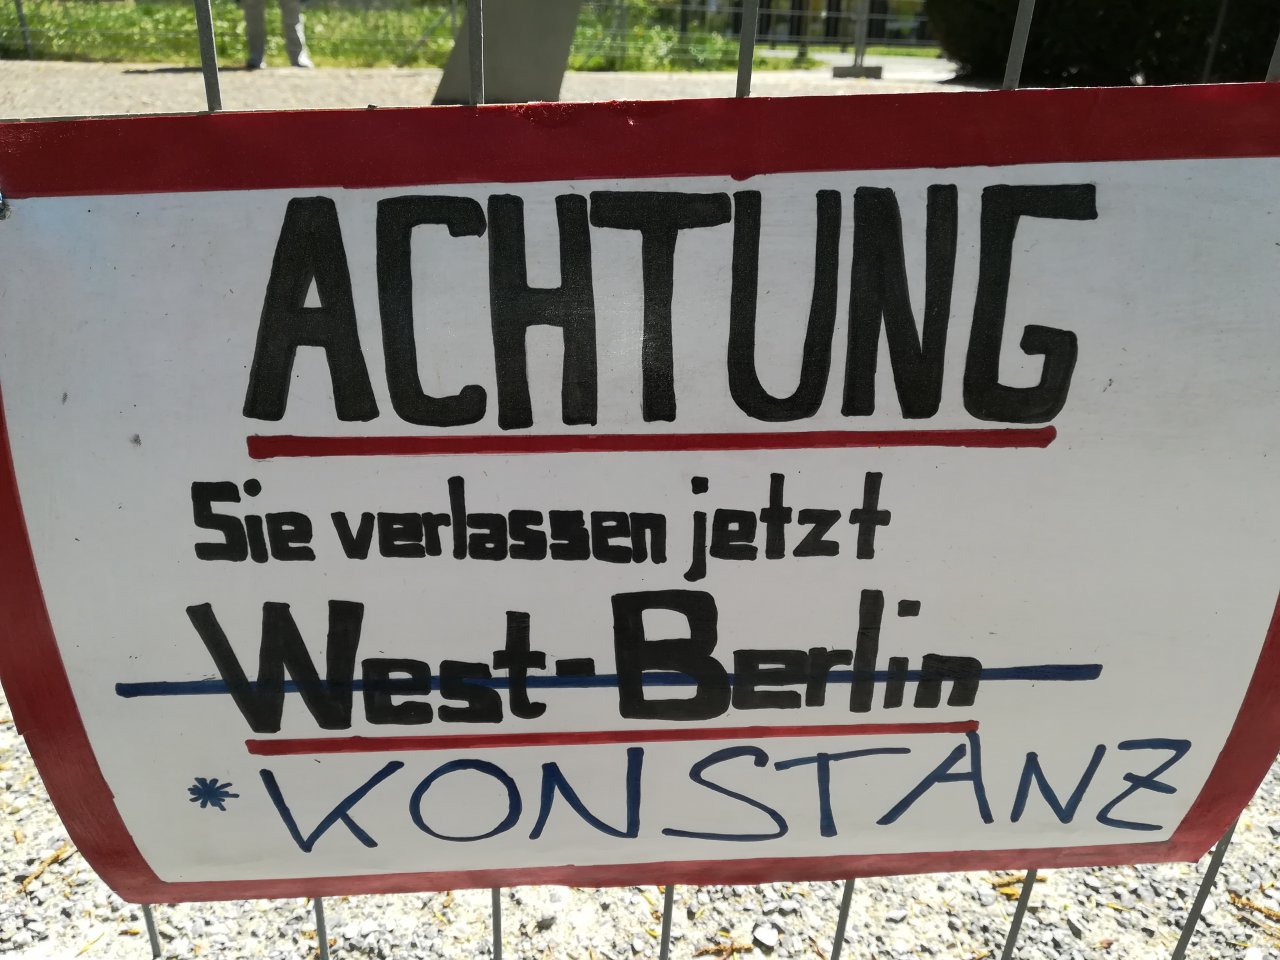 ACHTUNG
Sie verlassen jetzt
West-Berlin
*KONSTANZ